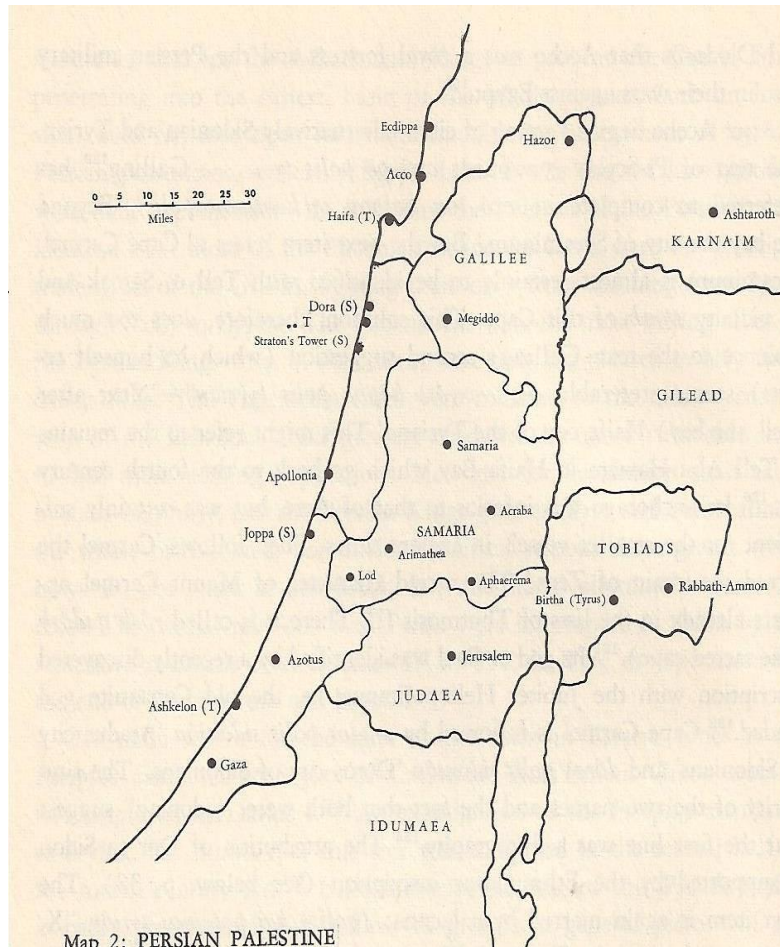 Ecdippa
Hazor
Acco
Ashtaroth
0 5 10 15 20 25 30
Miles
Haifa (T)
KARNAIM
GALILEE
Dora (S)
T
Megiddo
Straton's Tower (S)
GILEAD
Samaria
Apollonia
Acraba
Joppa (S)
SAMARIA
TOBIADS
Arimathea
Lod
Aphaerema
Rabbath-Ammon
Birtha (Tyrus)
Azotus
Jerusalem
JUDAEA
Ashkelon (T)
Gaza
IDUMAEA
Map 2: PERSIAN PALESTINE